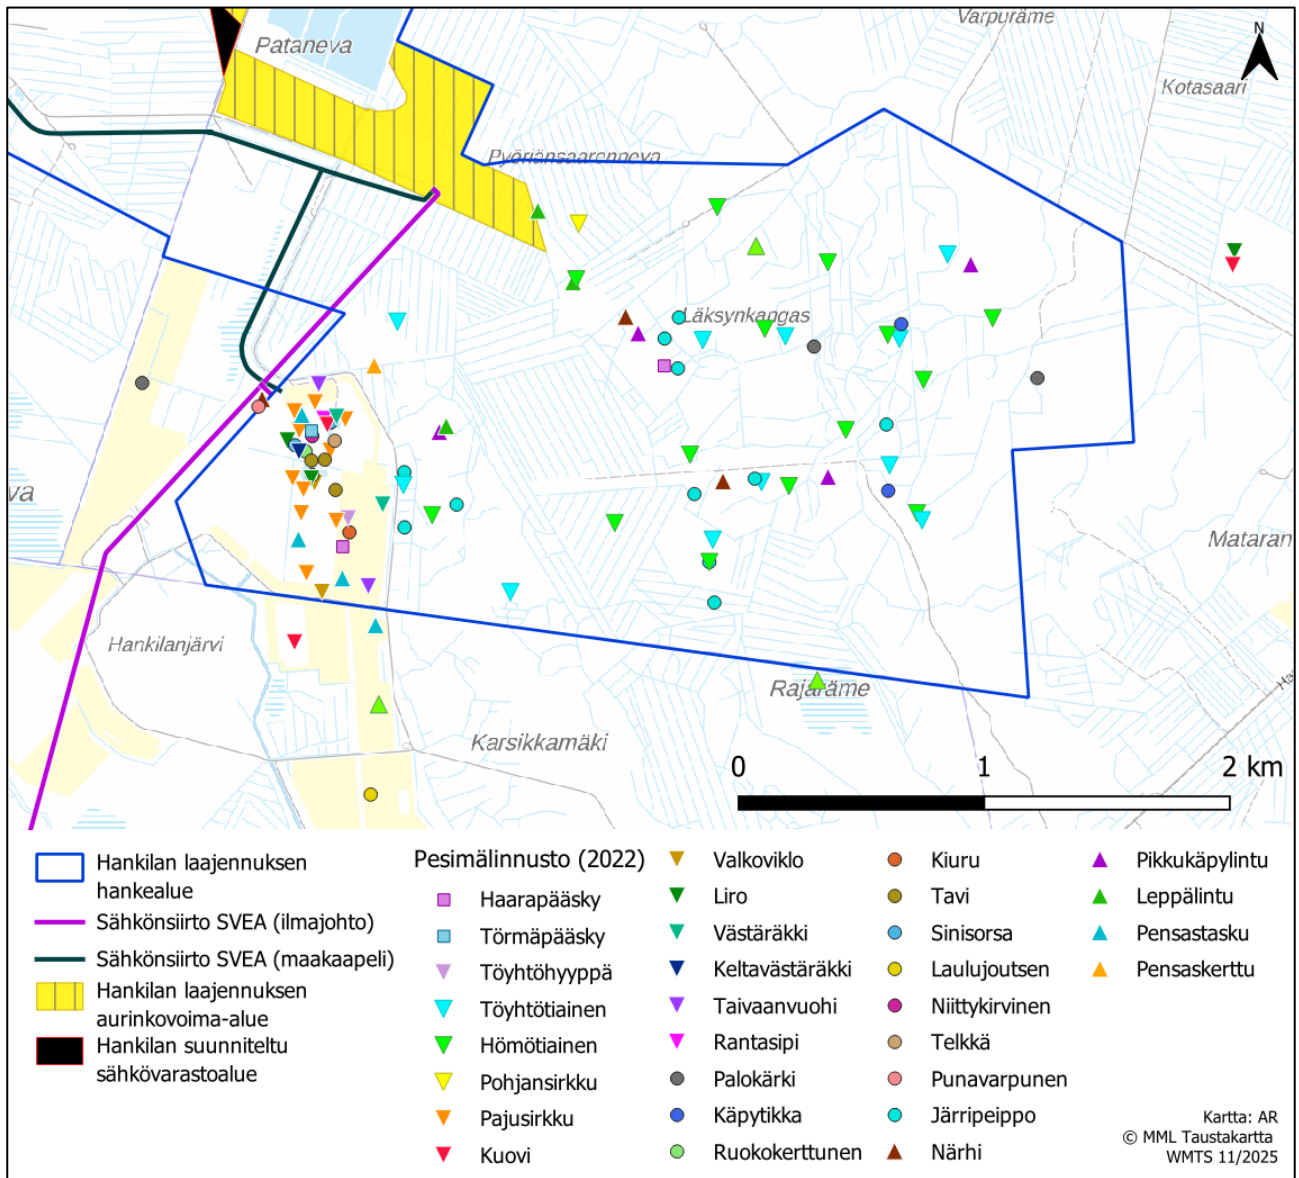 Varpuräme
Pataneva
N
Kotasaari
Pyöriänsaarenneva
Läksynkangas
va
Mataran
Hankilanjärvi
Rajaräme
Karsikkamäki
0 1 2 km
Hankilan laajennuksen
hankealue
Sähkönsiirto SVEA (ilmajohto)
Sähkönsiirto SVEA (maakaapeli)
Hankilan laajennuksen
aurinkovoima-alue
Hankilan suunniteltu
sähkövarastoalue
Pesimälinnusto (2022)
Haarapääsky
Törmäpääsky
Töyhtöhyyppä
Töyhtötiainen
Hömötiainen
Pohjansirkku
Pajusirkku
Kuovi
Valkoviklo
Liro
Västäräkki
Keltavästäräkki
Taivaanvuohi
Rantasipi
Palokärki
Käpytikka
Ruokokerttunen
Kiuru
Tavi
Sinisorsa
Laulujoutsen
Niittykirvinen
Telkkä
Punavarpunen
Järripeippo
Närhi
Pikkukäpylintu
Leppälintu
Pensastasku
Pensaskerttu
Kartta: AR
© MML Taustakartta
WMTS 11/2025